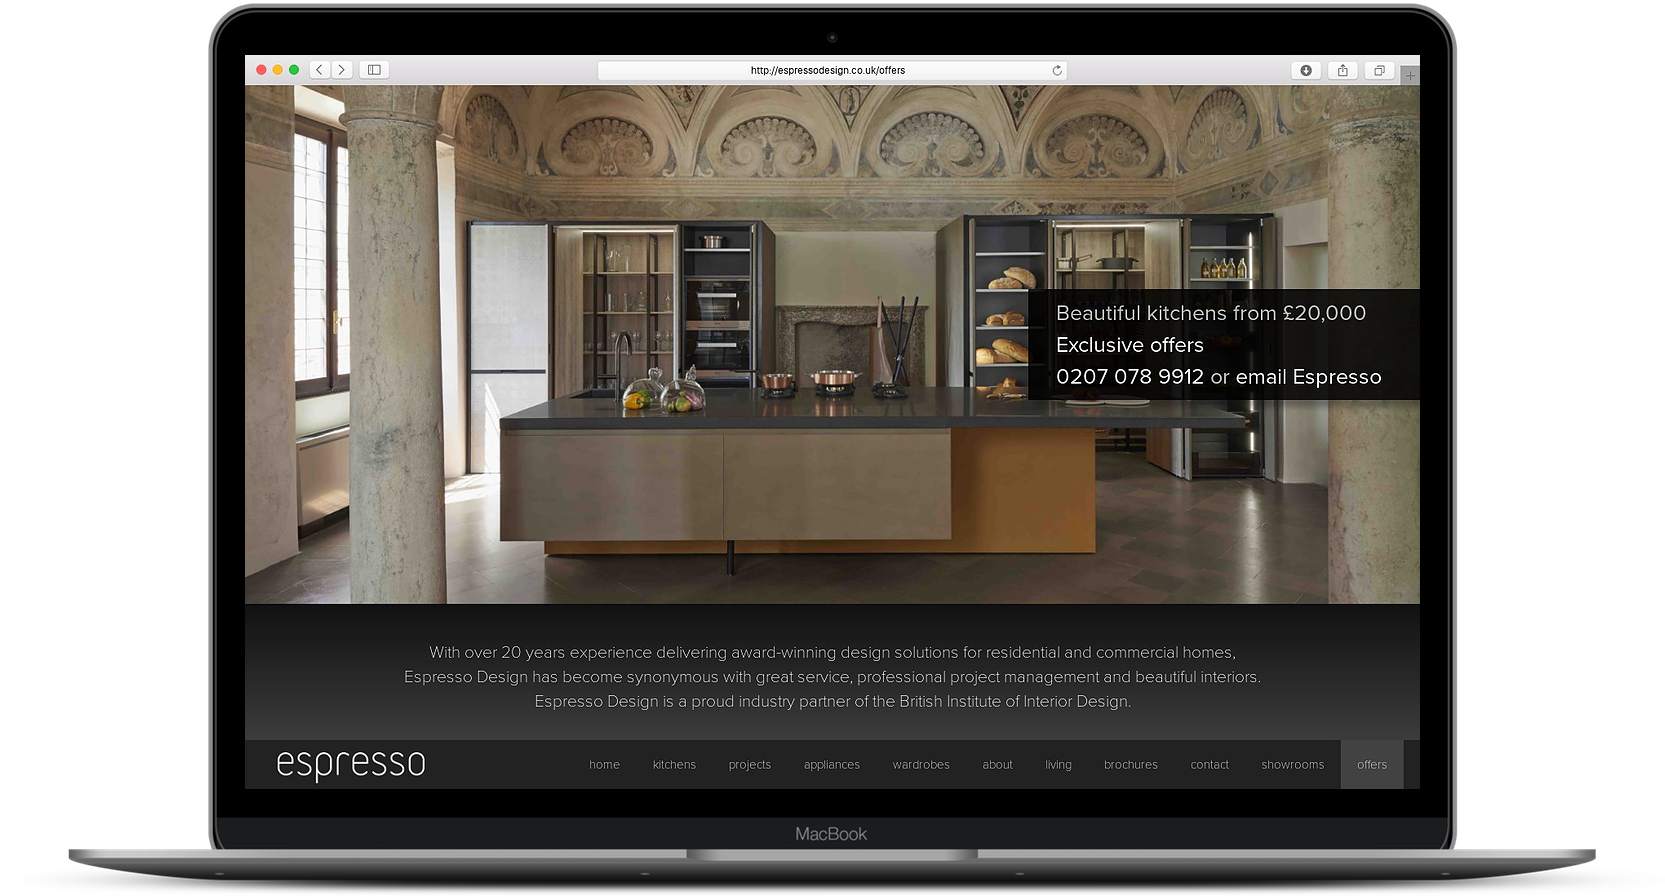 http://espressodesign.co.uk/offers
Beautiful kitchens from £20,000
Exclusive offers
0207 078 9912 or email Espresso
With over 20 years experience delivering award-winning design solutions for residential and commercial homes,
Espresso Design has become synonymous with great service, professional project management and beautiful interiors.
Espresso Design is a proud industry partner of the British Institute of Interior Design.
espresso home kitchens projects appliances wardrobes about living brochures contact showrooms offers
MacBook